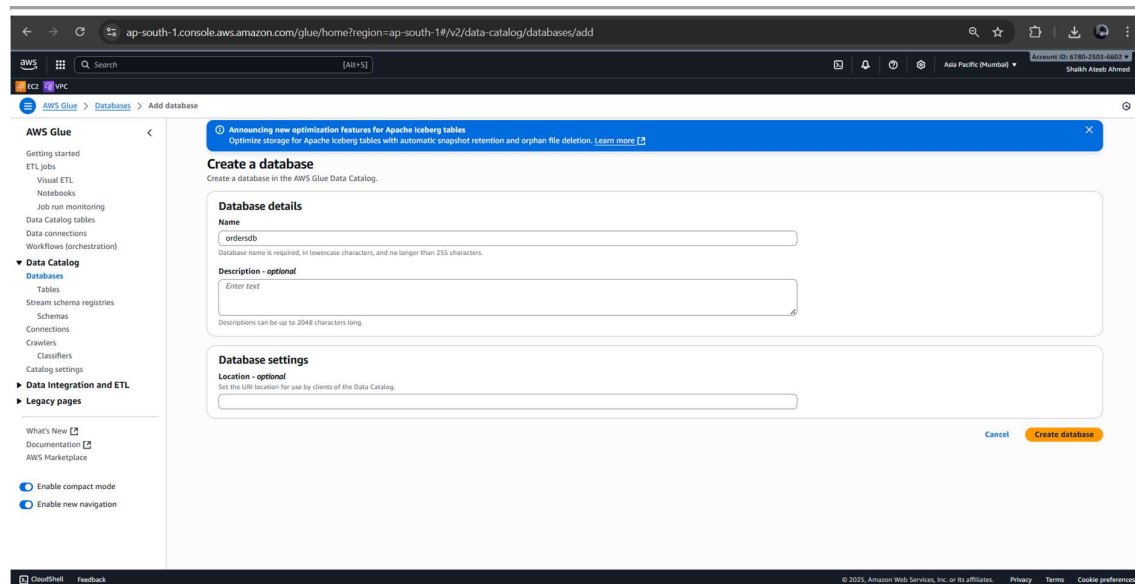 ap-south-1.console.aws.amazon.com/glue/home?region=ap-south-1#/v2/data-catalog/databases/add
aws
Search
[Alt+S]
Asia Pacific (Mumbai)
Account ID: 6780-2501-6602
Shaikh Ateeb Ahmed
EC2
VPC
AWS Glue > Databases > Add database
AWS Glue
Getting started
ETL jobs
Visual ETL
Notebooks
Job run monitoring
Data Catalog tables
Data connections
Workflows (orchestration)
Data Catalog
Databases
Tables
Stream schema registries
Schemas
Connections
Crawlers
Classifiers
Catalog settings
Data Integration and ETL
Legacy pages
What's New
Documentation
AWS Marketplace
Enable compact mode
Enable new navigation
Announcing new optimization features for Apache Iceberg tables
Optimize storage for Apache Iceberg tables with automatic snapshot retention and orphan file deletion. Learn more
Create a database
Create a database in the AWS Glue Data Catalog.
Database details
Name
ordersdb
Database name is required, in lowercase characters, and no longer than 255 characters.
Description - optional
Enter text
Descriptions can be up to 2048 characters long.
Database settings
Location - optional
Set the URI location for use by clients of the Data Catalog.
Cancel
Create database
CloudShell
Feedback
© 2025, Amazon Web Services, Inc. or its affiliates.
Privacy
Terms
Cookie preferences